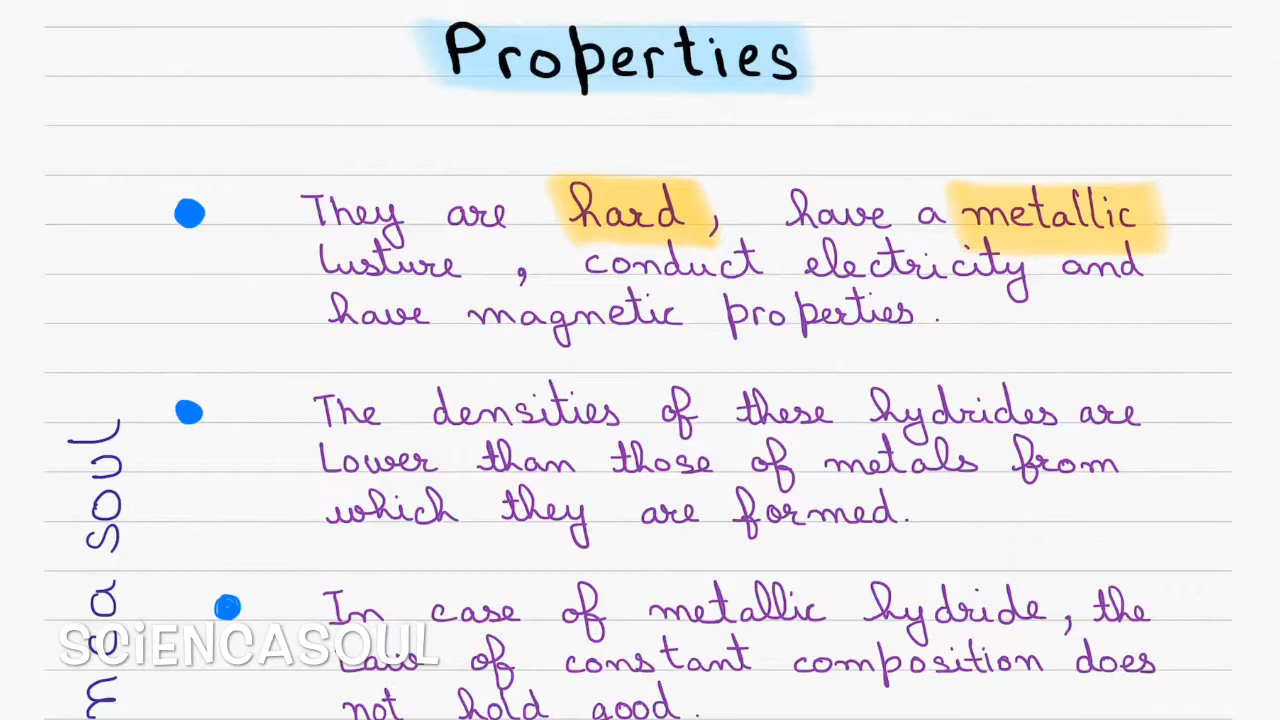 Properties
They are hard, have a metallic
lusture, conduct electricity and
have magnetic properties.
The densities of these hydrides are
lower than those of metals from
which they are formed.
In case of metallic hydride, the
Law of constant composition does
not hold good.
SCiENCASOUL
n a soul